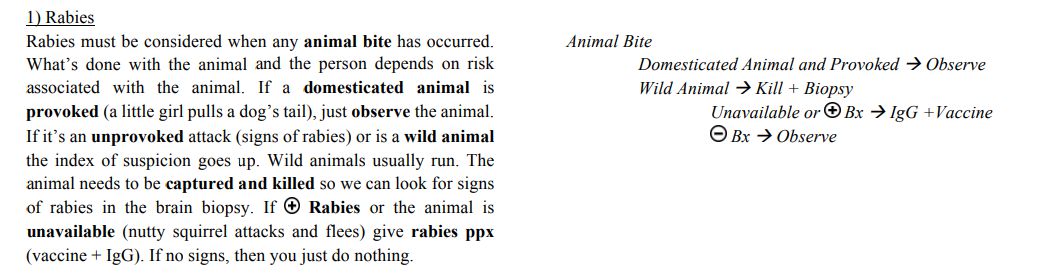 1) Rabies
Rabies must be considered when any animal bite has occurred.
What's done with the animal and the person depends on risk
associated with the animal. If a domesticated animal is
provoked (a little girl pulls a dog's tail), just observe the animal.
If it's an unprovoked attack (signs of rabies) or is a wild animal
the index of suspicion goes up. Wild animals usually run. The
animal needs to be captured and killed so we can look for signs
of rabies in the brain biopsy. If ⊕ Rabies or the animal is
unavailable (nutty squirrel attacks and flees) give rabies ppx
(vaccine + IgG). If no signs, then you just do nothing.
Animal Bite
Domesticated Animal and Provoked → Observe
Wild Animal → Kill + Biopsy
Unavailable or ⊕ Bx → IgG +Vaccine
⊖ Bx → Observe